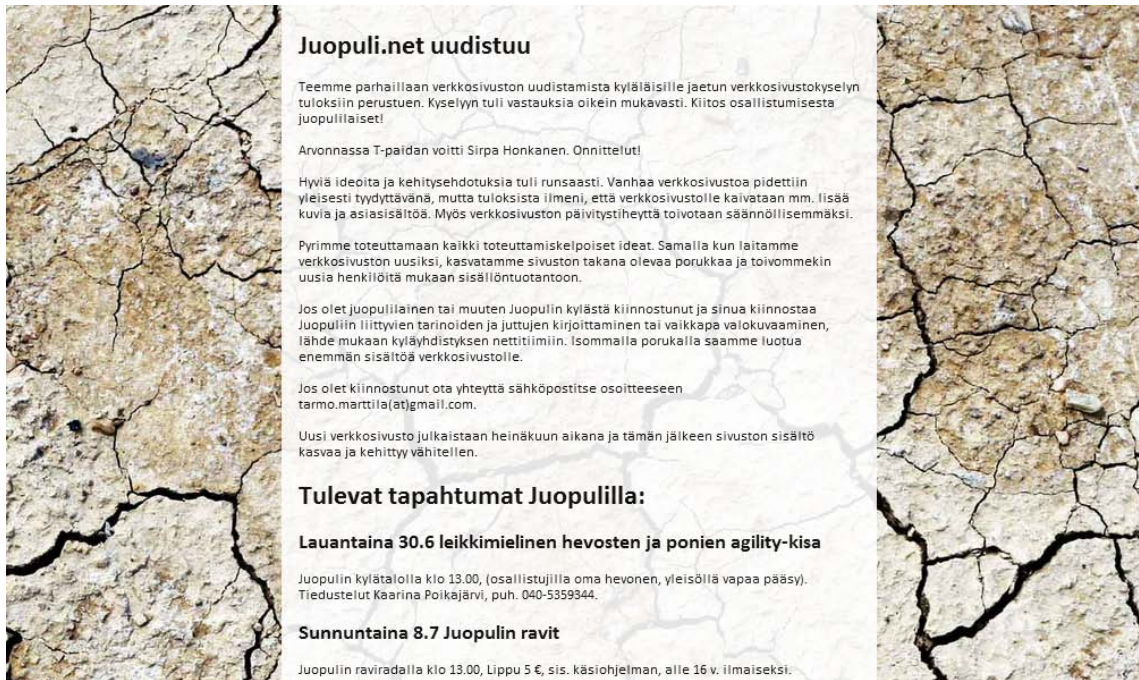 Juopuli.net uudistuu
Teemme parhaillaan verkkosivuston uudistamista kyläläisille jaetun verkkosivustokyselyn
tuloksiin perustuen. Kyselyyn tuli vastauksia oikein mukavasti. Kiitos osallistumisesta
juopulilaiset!
Arvonnassa T-paidan voitti Sirpa Honkanen. Onnittelut!
Hyviä ideoita ja kehitysehdotuksia tuli runsaasti. Vanhaa verkkosivustoa pidettiin
yleisesti tyydyttävänä, mutta tuloksista ilmeni, että verkkosivustolle kaivataan mm. lisää
kuvia ja asiasisältöä. Myös verkkosivuston päivitystiheyttä toivotaan säännöllisemmäksi.
Pyrimme toteuttamaan kaikki toteuttamiskelpoiset ideat. Samalla kun laitamme
verkkosivuston uusiksi, kasvatamme sivuston takana olevaa porukkaa ja toivommekin
uusia henkilöitä mukaan sisällöntuotantoon.
Jos olet juopulilainen tai muuten Juopulin kylästä kiinnostunut ja sinua kiinnostaa
Juopuliin liittyvien tarinoiden ja juttujen kirjoittaminen tai vaikkapa valokuvaaminen,
lähde mukaan kyläyhdistyksen nettitiimiin. Isommalla porukalla saamme luotua
enemmän sisältöä verkkosivustolle.
Jos olet kiinnostunut ota yhteyttä sähköpostitse osoitteeseen
tarmo.marttila(at)gmail.com.
Uusi verkkosivusto julkaistaan heinäkuun aikana ja tämän jälkeen sivuston sisältö
kasvaa ja kehittyy vähitellen.
Tulevat tapahtumat Juopulilla:
Lauantaina 30.6 leikkimielinen hevosten ja ponien agility-kisa
Juopulin kylätalolla klo 13.00, (osallistujilla oma hevonen, yleisöllä vapaa pääsy).
Tiedustelut Kaarina Poikajärvi, puh. 040-5359344.
Sunnuntaina 8.7 Juopulin ravit
Juopulin raviradalla klo 13.00, Lippu 5 €, sis. käsiohjelman, alle 16 v. ilmaiseksi.